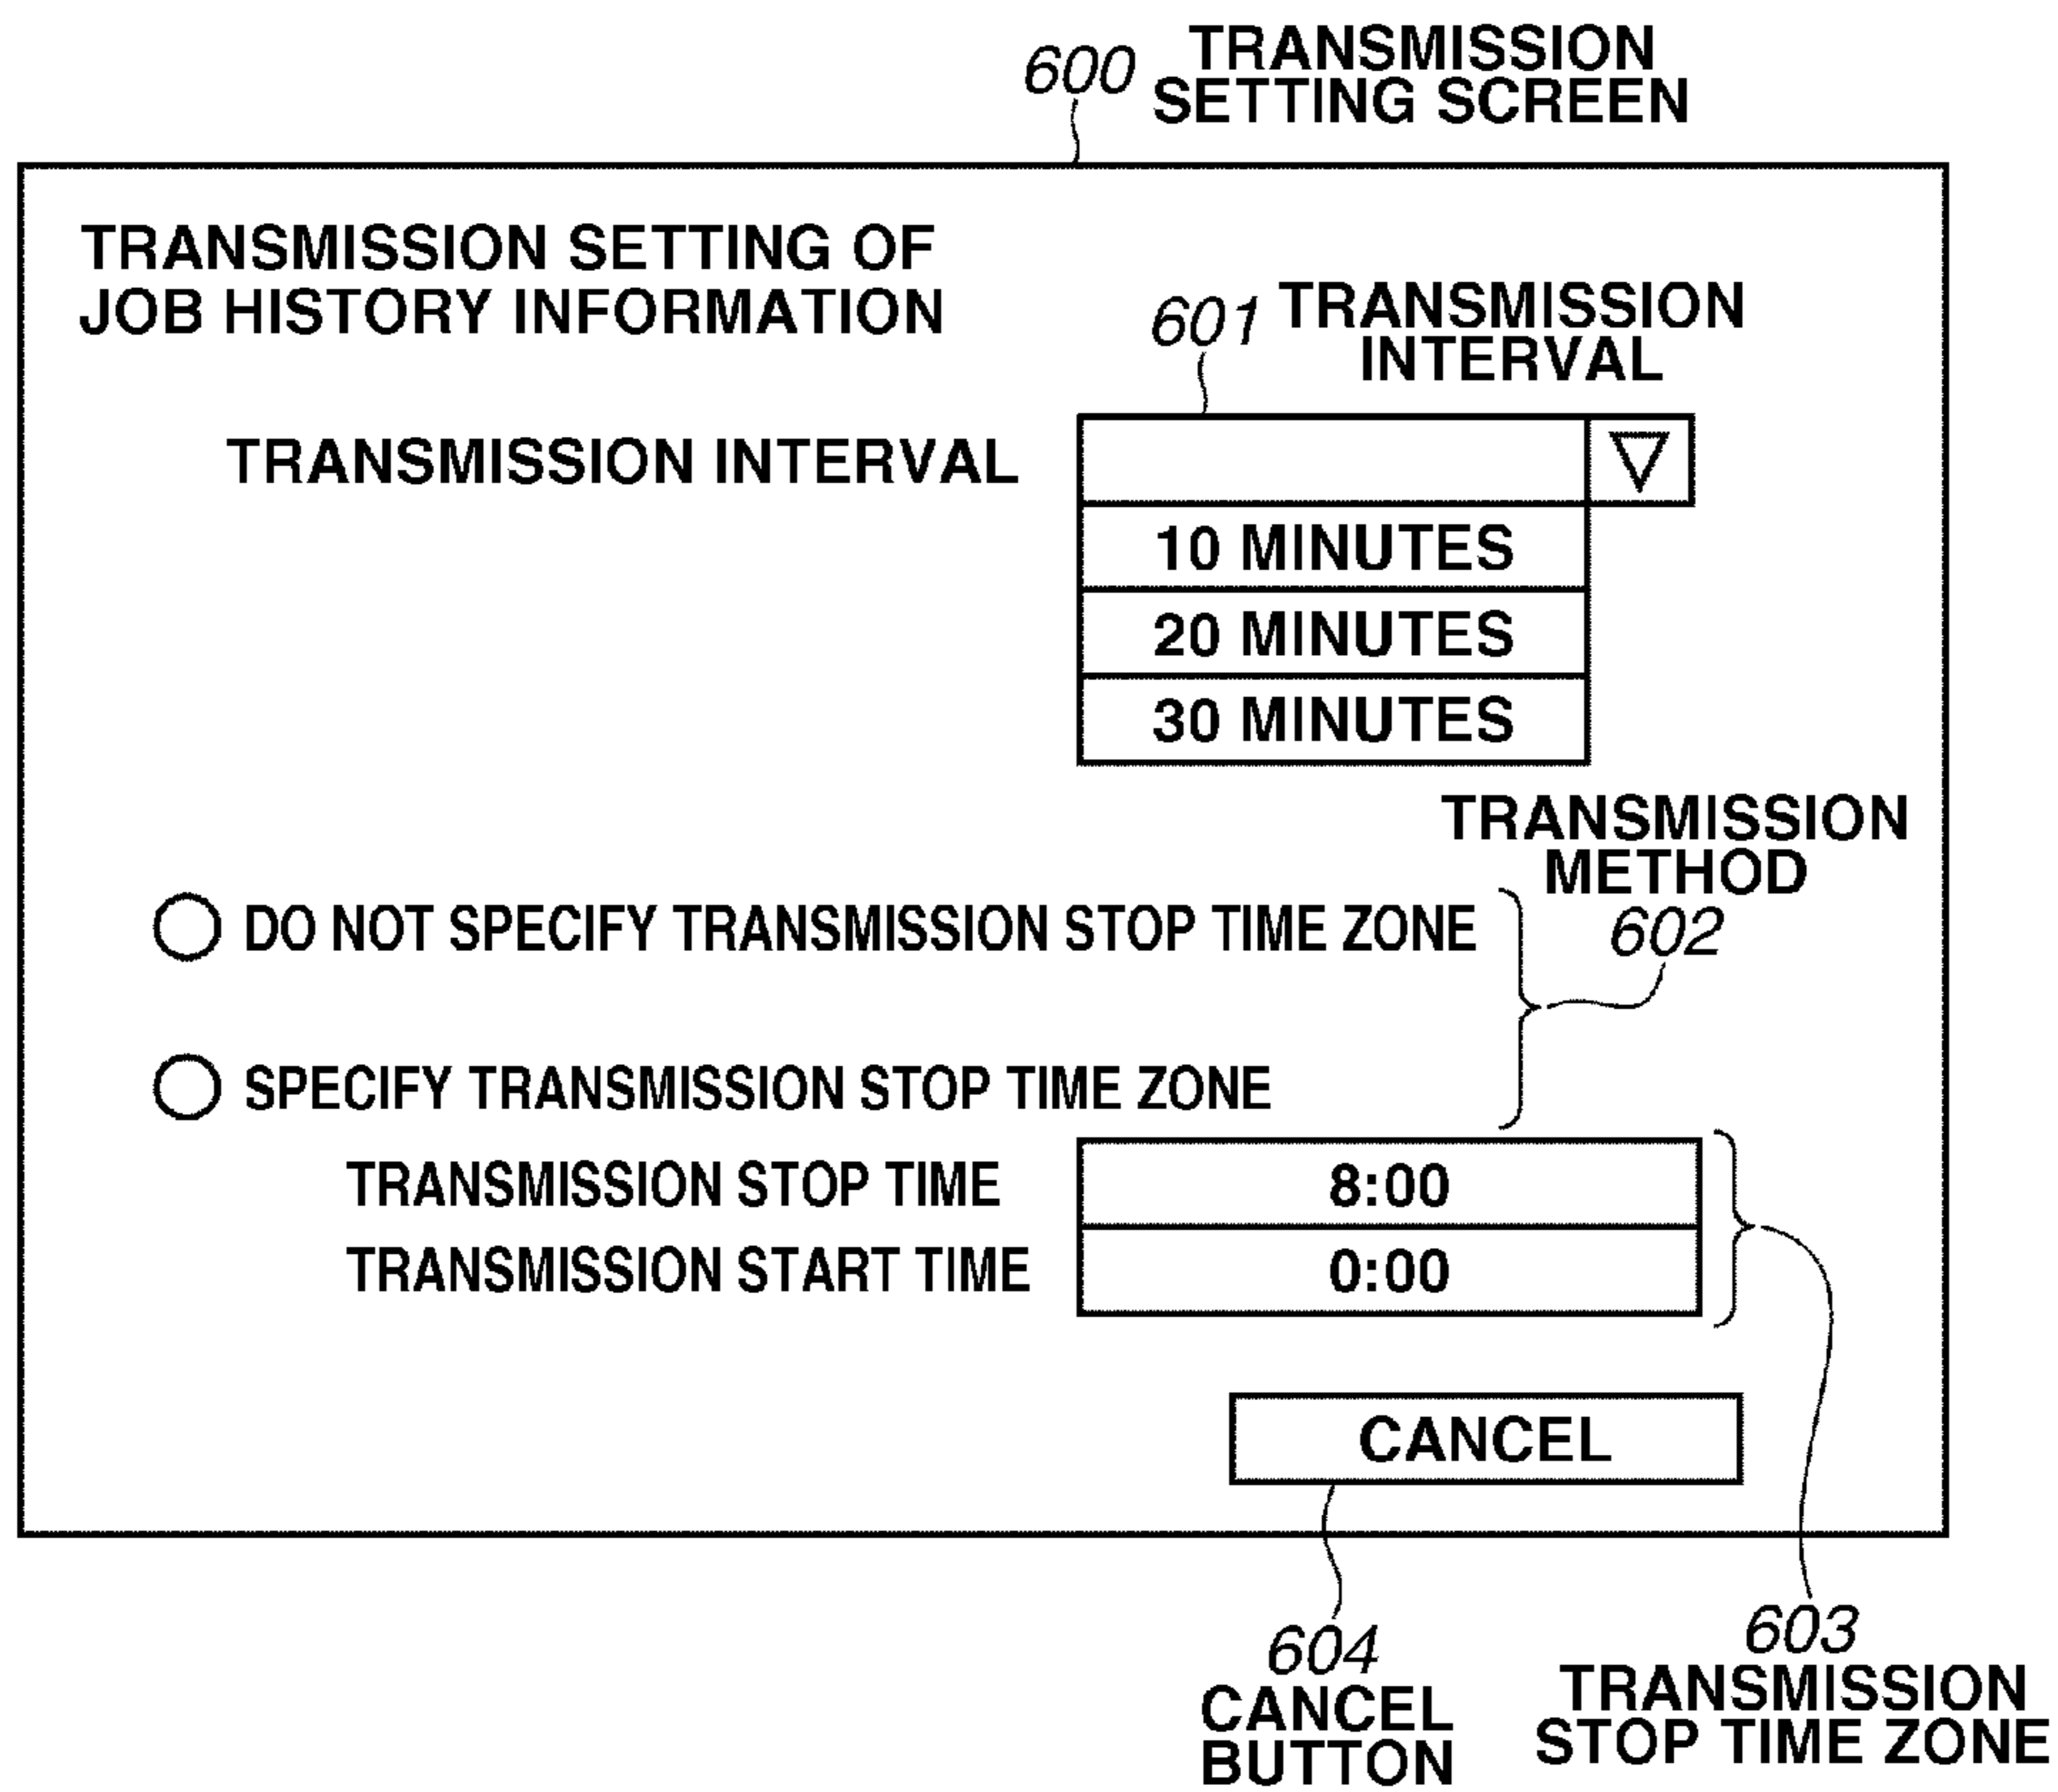 600 TRANSMISSION
SETTING SCREEN
TRANSMISSION SETTING OF
JOB HISTORY INFORMATION
601 TRANSMISSION
INTERVAL
TRANSMISSION INTERVAL
10 MINUTES
20 MINUTES
30 MINUTES
TRANSMISSION
METHOD
602
DO NOT SPECIFY TRANSMISSION STOP TIME ZONE
SPECIFY TRANSMISSION STOP TIME ZONE
TRANSMISSION STOP TIME 8:00
TRANSMISSION START TIME 0:00
CANCEL
604
CANCEL
BUTTON
603
TRANSMISSION
STOP TIME ZONE